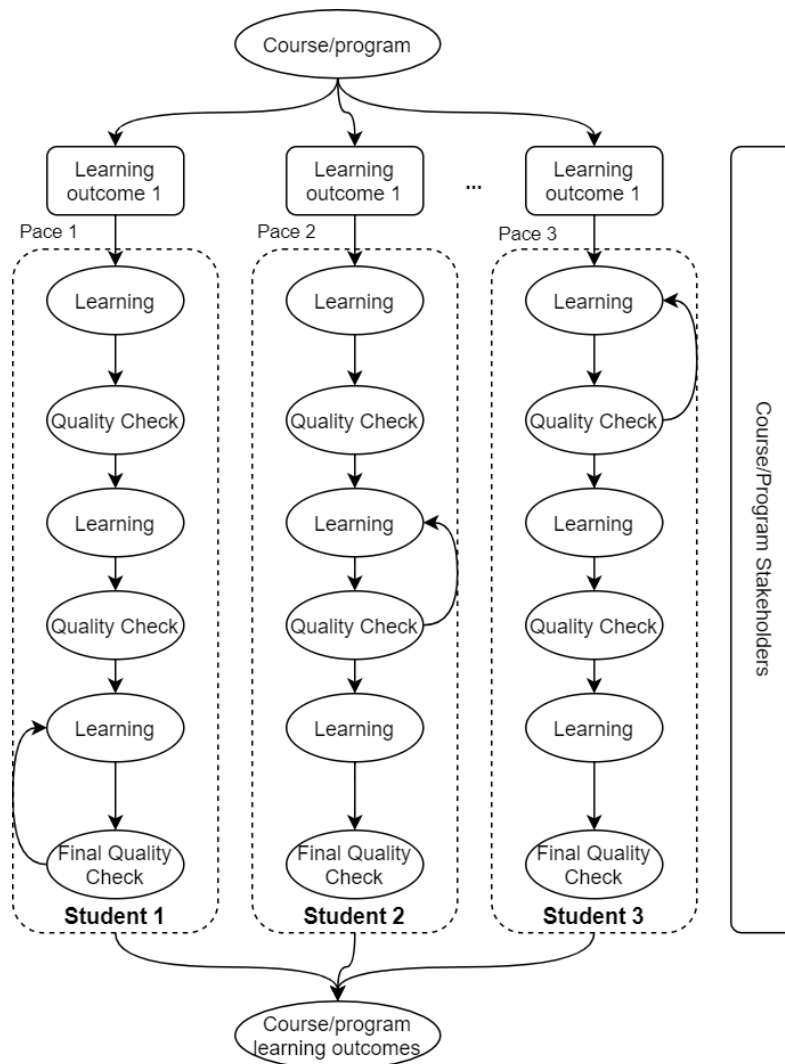 Course/program
Learning
outcome 1
Learning
outcome 1
...
Learning
outcome 1
Pace 1
Pace 2
Pace 3
Learning
Learning
Learning
Quality Check
Quality Check
Quality Check
Learning
Learning
Learning
Quality Check
Quality Check
Quality Check
Learning
Learning
Learning
Final Quality
Check
Final Quality
Check
Final Quality
Check
Student 1
Student 2
Student 3
Course/Program Stakeholders
Course/program
learning outcomes